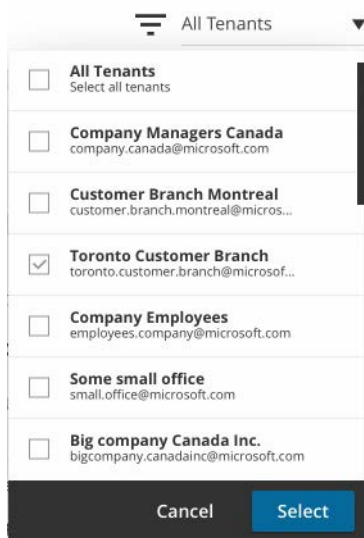 All Tenants
All Tenants
Select all tenants
Company Managers Canada
company.canada@microsoft.com
Customer Branch Montreal
customer.branch.montreal@micros...
Toronto Customer Branch
toronto.customer.branch@microsof...
Company Employees
employees.company@microsoft.com
Some small office
small.office@microsoft.com
Big company Canada Inc.
bigcompany.canadainc@microsoft.com
Cancel Select